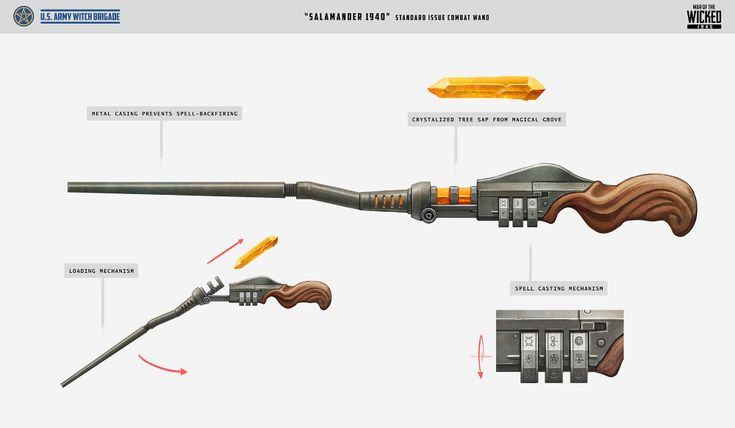 U.S. ARMY WITCH BRIGADE
"SALAMANDER 1940" STANDARD ISSUE COMBAT WAND
WAR OF THE
WICKED
1945
METAL CASING PREVENTS SPELL-BACKFIRING
CRYSTALIZED TREE SAP FROM MAGICAL GROVE
LOADING MECHANISM
SPELL CASTING MECHANISM